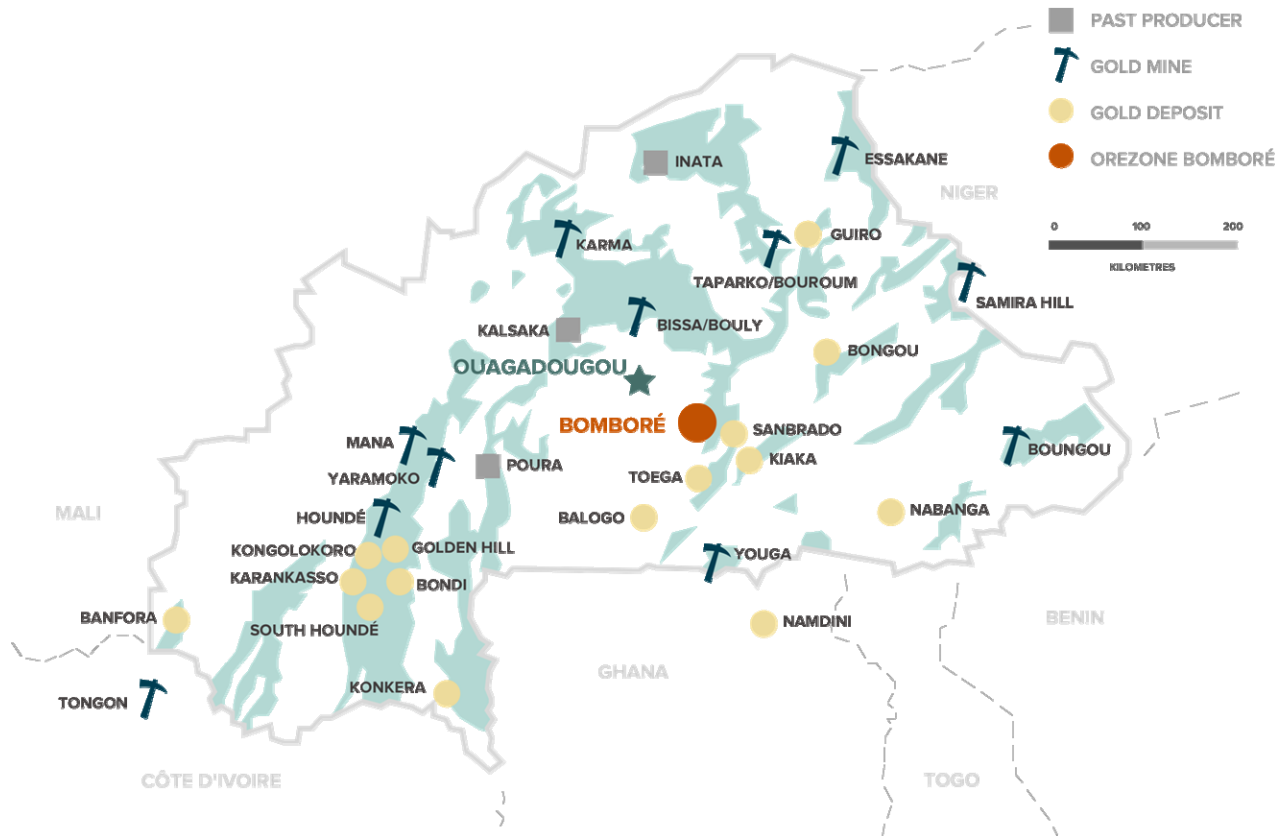 PAST PRODUCER
GOLD MINE
GOLD DEPOSIT
OREZONE BOMBORÉ
0 100 200
KILOMETRES
INATA
ESSAKANE
NIGER
KARMA
GUIRO
TAPARKO/BOUROUM
SAMIRA HILL
KALSAKA
BISSA/BOULY
BONGOU
OUAGADOUGOU
BOMBORÉ
SANBRADO
MANA
KIAKA
BOUNGOU
YARAMOKO
POURA
TOEGA
MALI
HOUNDÉ
BALOGO
NABANGA
KONGOLOKORO
GOLDEN HILL
YOUGA
KARANKASSO
BONDI
BANFORA
SOUTH HOUNDÉ
NAMDINI
BENIN
GHANA
KONKERA
TONGON
CÔTE D'IVOIRE
TOGO